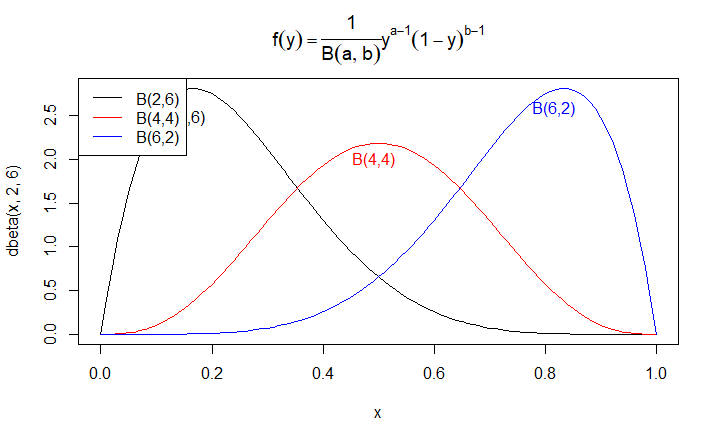 f(y) = 1/B(a, b) y^(a−1) (1 − y)^(b−1)
B(2,6)
B(4,4)
B(6,2)
,6)
B(4,4)
B(6,2)
dbeta(x, 2, 6)
2.5
2.0
1.5
1.0
0.5
0.0
0.0 0.2 0.4 0.6 0.8 1.0
x